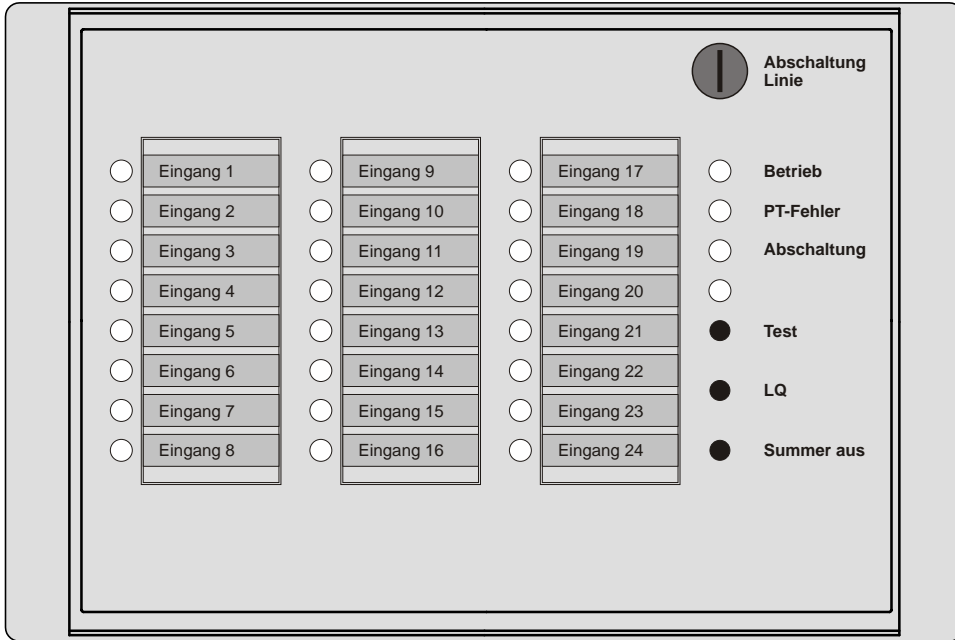 Abschaltung
Linie
Eingang 1
Eingang 2
Eingang 3
Eingang 4
Eingang 5
Eingang 6
Eingang 7
Eingang 8
Eingang 9
Eingang 10
Eingang 11
Eingang 12
Eingang 13
Eingang 14
Eingang 15
Eingang 16
Eingang 17
Eingang 18
Eingang 19
Eingang 20
Eingang 21
Eingang 22
Eingang 23
Eingang 24
Betrieb
PT-Fehler
Abschaltung
Test
LQ
Summer aus